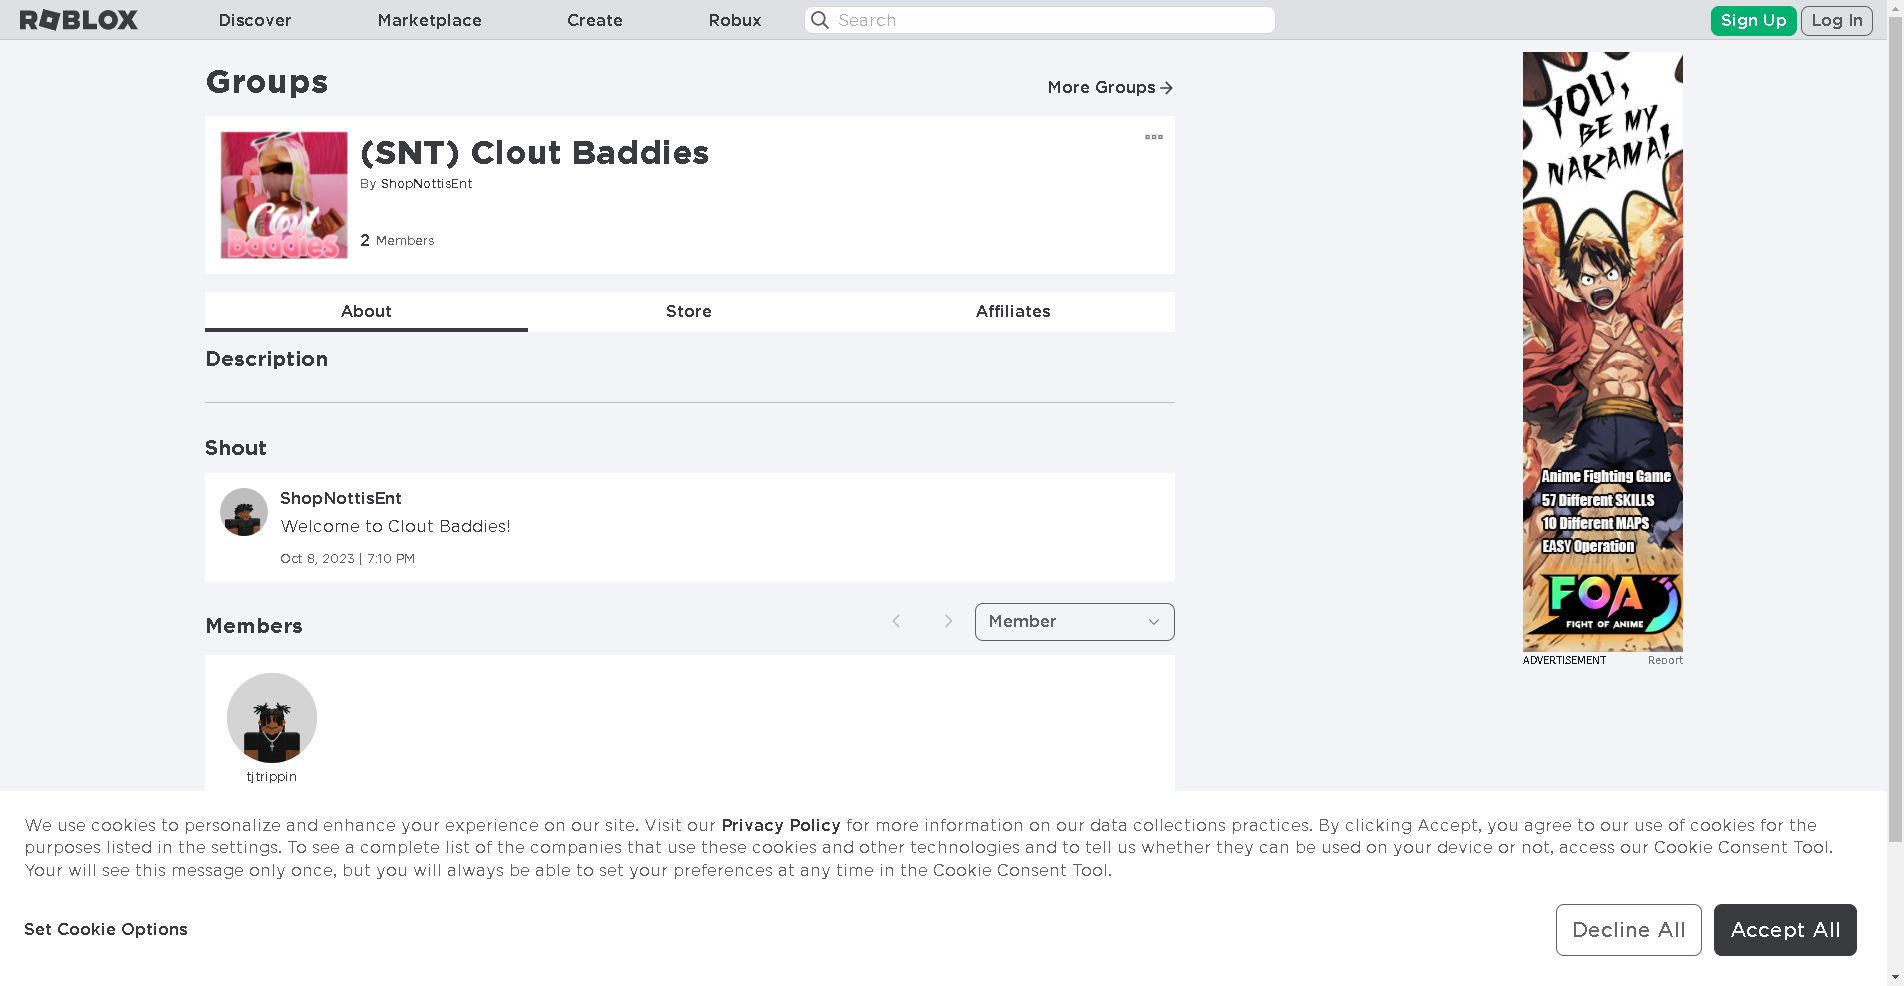 ROBLOX Discover Marketplace Create Robux Search Sign Up Log In
Groups
More Groups
(SNT) Clout Baddies
By ShopNottisEnt
2 Members
Clout
Baddies
About Store Affiliates
Description
Shout
ShopNottisEnt
Welcome to Clout Baddies!
Oct 8, 2023 | 7:10 PM
Members
Member
tjtrippin
YOU,
BE MY
NAKAMA!
Anime Fighting Game
57 Different SKILLS
10 Different MAPS
EASY Operation
FOA
FIGHT OF ANIME
ADVERTISEMENT Report
We use cookies to personalize and enhance your experience on our site. Visit our Privacy Policy for more information on our data collections practices. By clicking Accept, you agree to our use of cookies for the
purposes listed in the settings. To see a complete list of the companies that use these cookies and other technologies and to tell us whether they can be used on your device or not, access our Cookie Consent Tool.
Your will see this message only once, but you will always be able to set your preferences at any time in the Cookie Consent Tool.
Set Cookie Options
Decline All
Accept All